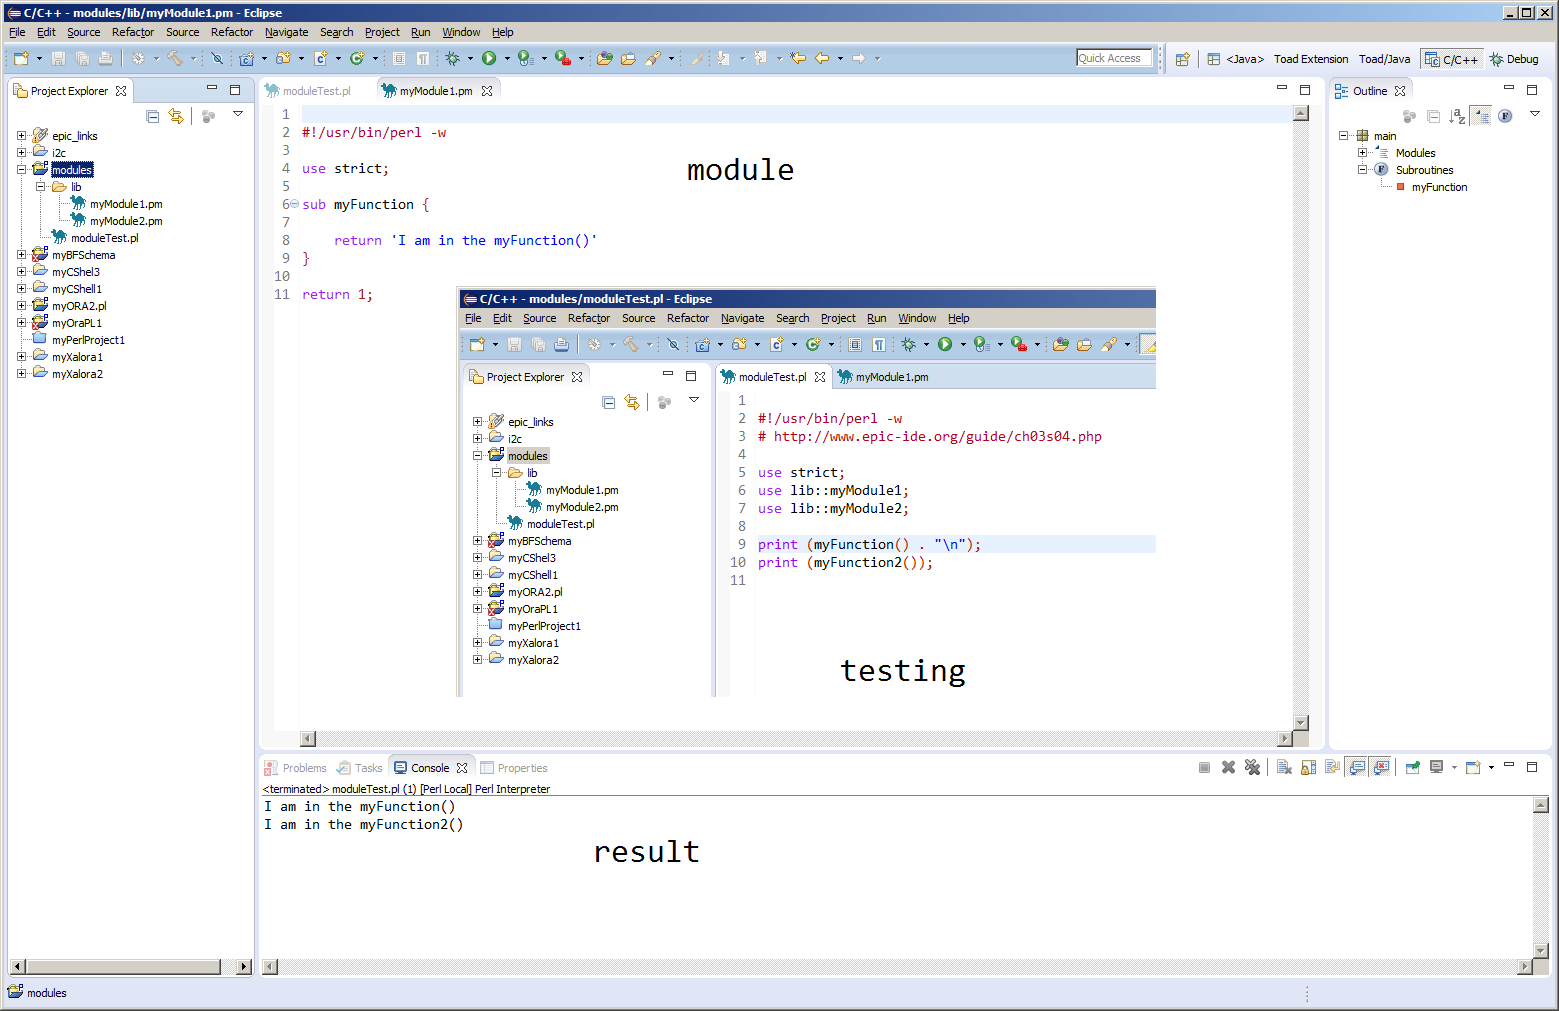 C/C++ - modules/lib/myModule1.pm - Eclipse
File Edit Source Refactor Source Refactor Navigate Search Project Run Window Help
Quick Access <Java> Toad Extension Toad/Java C/C++ Debug
Project Explorer
epic_links
i2c
modules
lib
myModule1.pm
myModule2.pm
moduleTest.pl
myBFSchema
myCShel3
myCShell1
myORA2.pl
myOraPL1
myPerlProject1
myXalora1
myXalora2
moduleTest.pl myModule1.pm
1
2 #!/usr/bin/perl -w
3
4 use strict;
5
6 sub myFunction {
7
8 return 'I am in the myFunction()'
9 }
10
11 return 1;
module
C/C++ - modules/moduleTest.pl - Eclipse
File Edit Source Refactor Source Refactor Navigate Search Project Run Window Help
Project Explorer
epic_links
i2c
modules
lib
myModule1.pm
myModule2.pm
moduleTest.pl
myBFSchema
myCShel3
myCShell1
myORA2.pl
myOraPL1
myPerlProject1
myXalora1
myXalora2
moduleTest.pl myModule1.pm
1
2 #!/usr/bin/perl -w
3 # http://www.epic-ide.org/guide/ch03s04.php
4
5 use strict;
6 use lib::myModule1;
7 use lib::myModule2;
8
9 print (myFunction() . "\n");
10 print (myFunction2());
11
testing
Outline
main
Modules
Subroutines
myFunction
Problems Tasks Console Properties
<terminated> moduleTest.pl (1) [Perl Local] Perl Interpreter
I am in the myFunction()
I am in the myFunction2()
result
modules